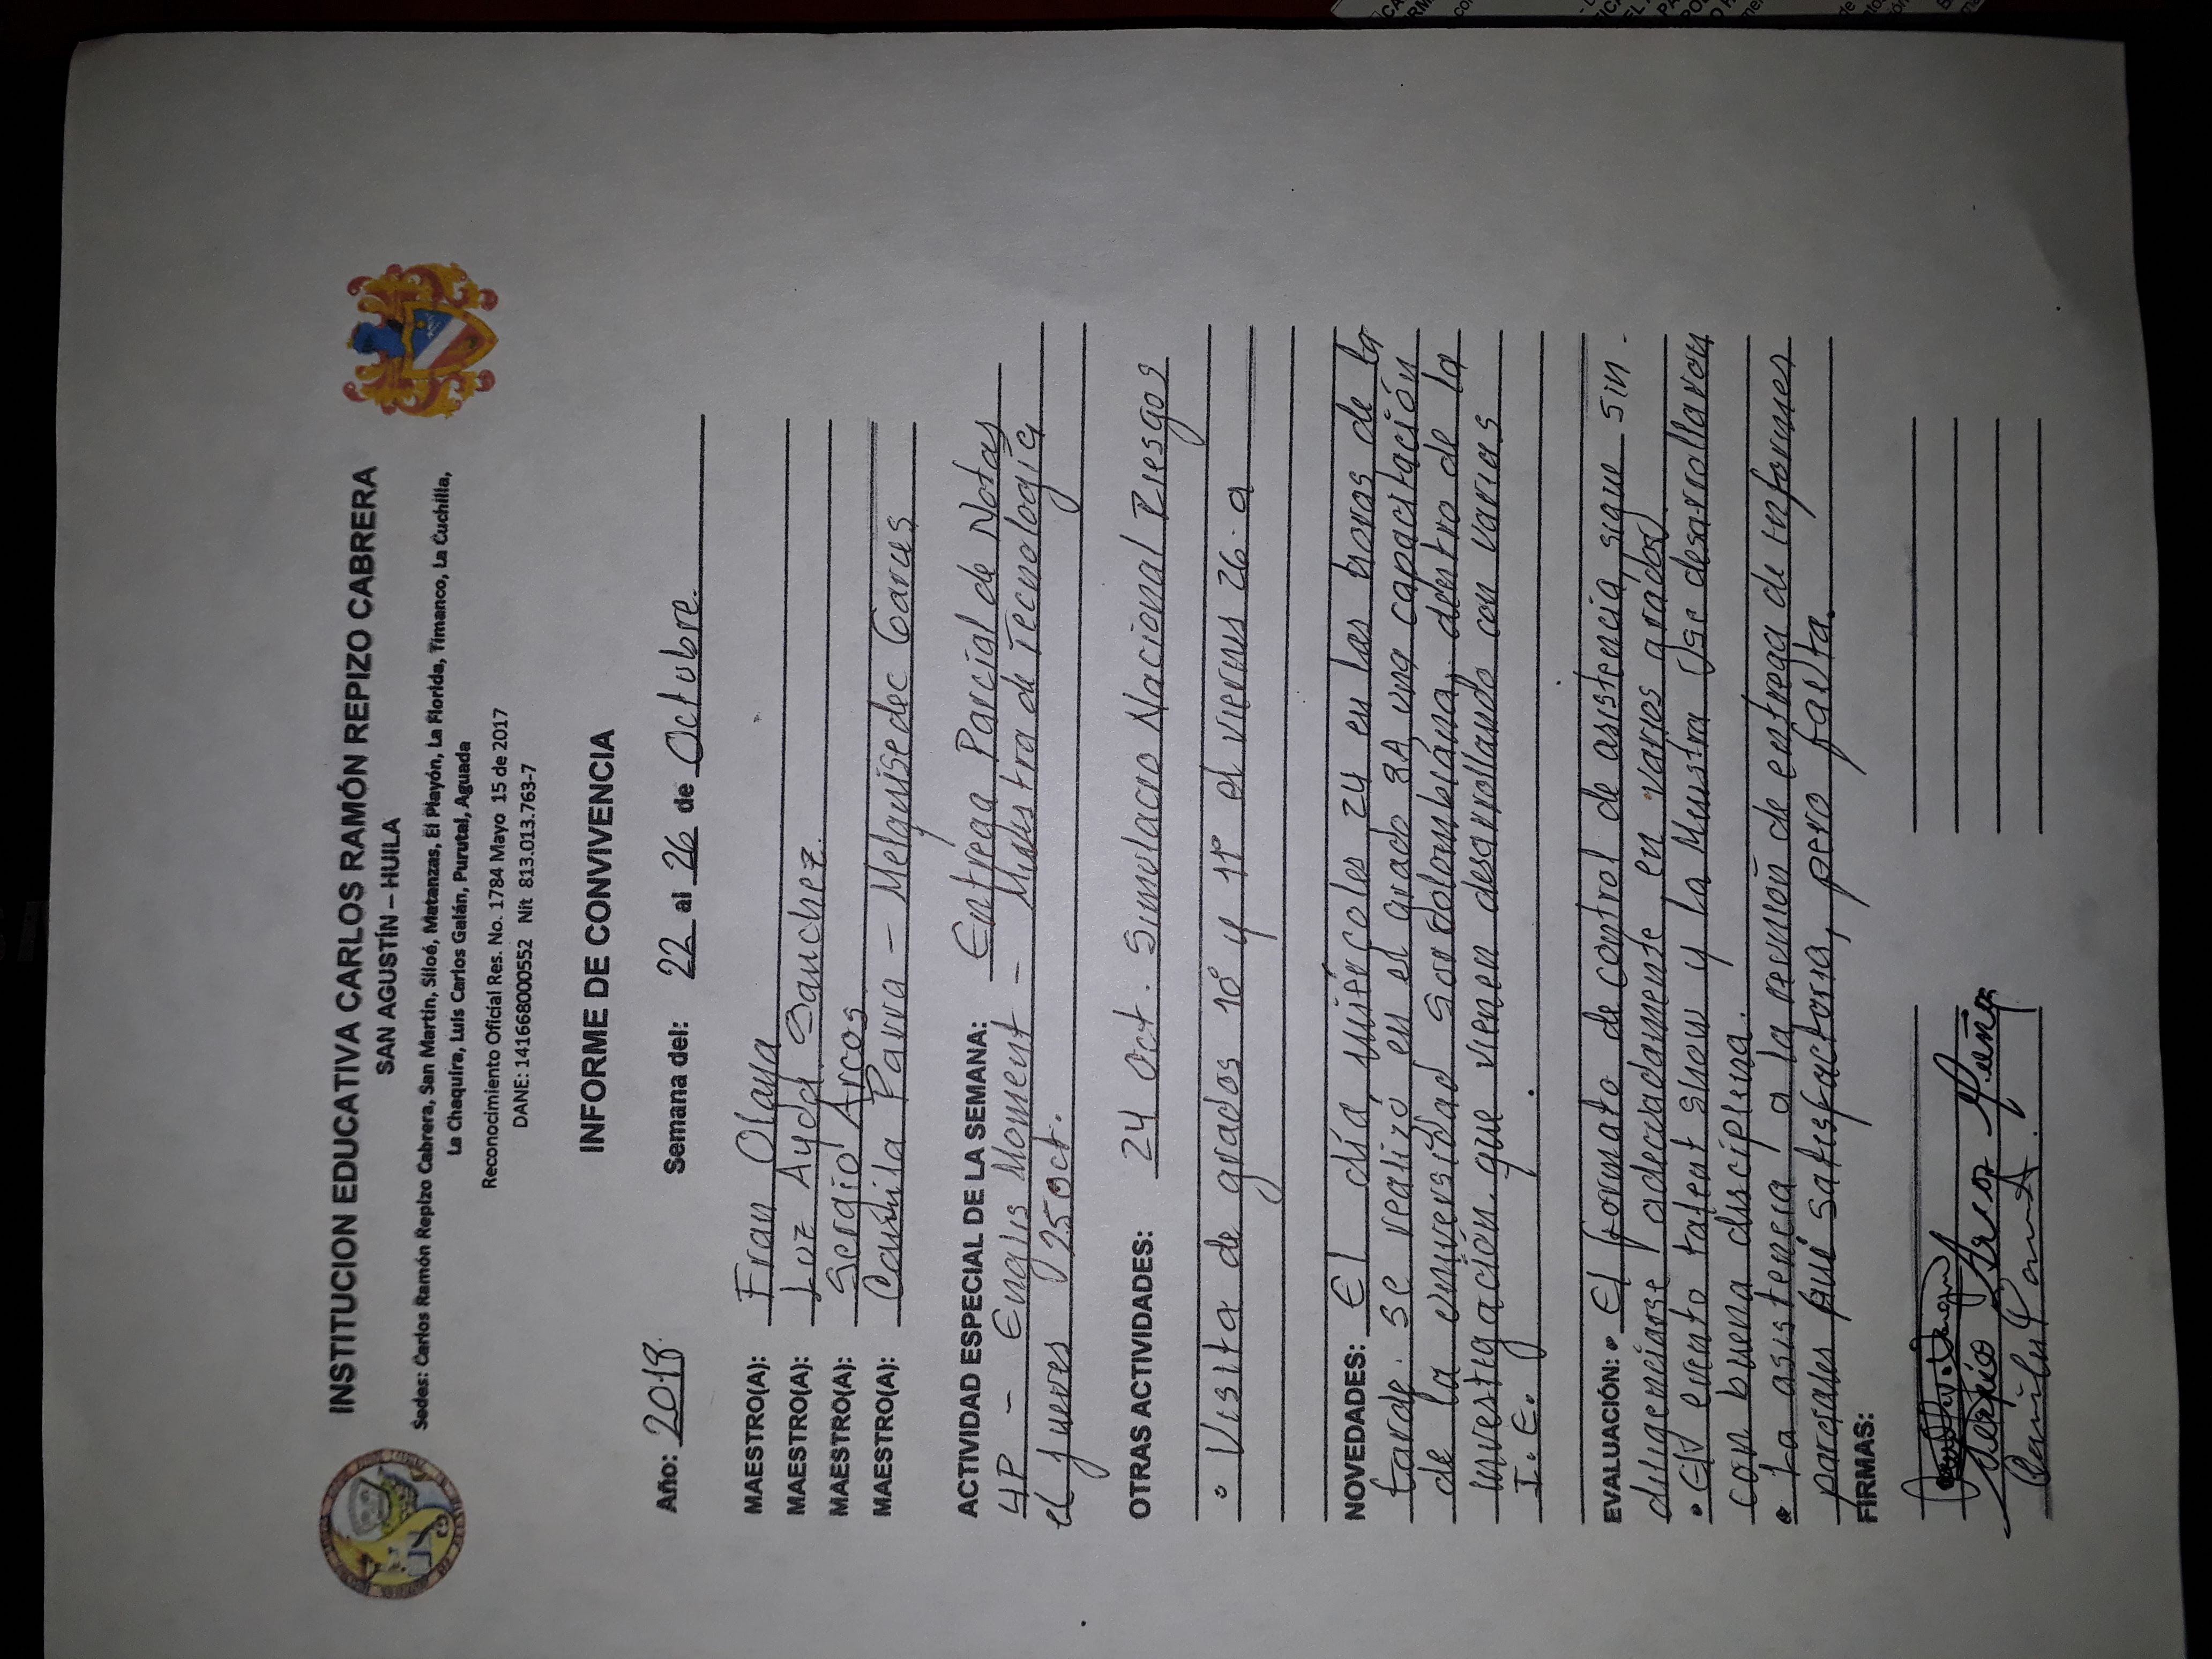 INSTITUCION EDUCATIVA CARLOS RAMÓN REPIZO CABRERA
SAN AGUSTÍN – HUILA
Sedes: Carlos Ramón Repizo Cabrera, San Martin, Siloé, Matanzas, El Playón, La Florida, Timanco, La Cuchilla,
La Chaquira, Luis Carlos Galán, Purutal, Aguada
Reconocimiento Oficial Res. No. 1784 Mayo 15 de 2017
DANE: 141668000552 Nit 813.013.763-7
INFORME DE CONVIVENCIA
Año: 2018. Semana del: 22 al 26 de Octubre.
MAESTRO(A): Fran Olaya
MAESTRO(A): Luz Ayda Sanchez.
MAESTRO(A): Sergio Arcos
MAESTRO(A): Camila Parra – Melquisedec
ACTIVIDAD ESPECIAL DE LA SEMANA: Entrega Parcial de Notas
4P – Englis Moment – Muestra de Tecnología
el jueves 25 oct.
OTRAS ACTIVIDADES: 24 Oct. Simulacro Nacional Riesgos
• Visita de grados 10° y 11° el viernes 26. a
NOVEDADES: El día miércoles 24 en las horas de la
tarde. se realizó en el grado 8A, una capacitación
de la Universidad Surcolombiana, dentro de la
investigación que vienen desarrollando con varias
I.E.
EVALUACIÓN: • El formato de control de asistencia, sigue sin
diligenciarse adecuadamente en varios grados.
• El evento talent show y la Muestra se desarrollaron
con buena disciplina.
• La asistencia a la reunión de entrega de informes
parciales fué satisfactoria, pero falta.
FIRMAS:
Sergio Arcos Muñoz